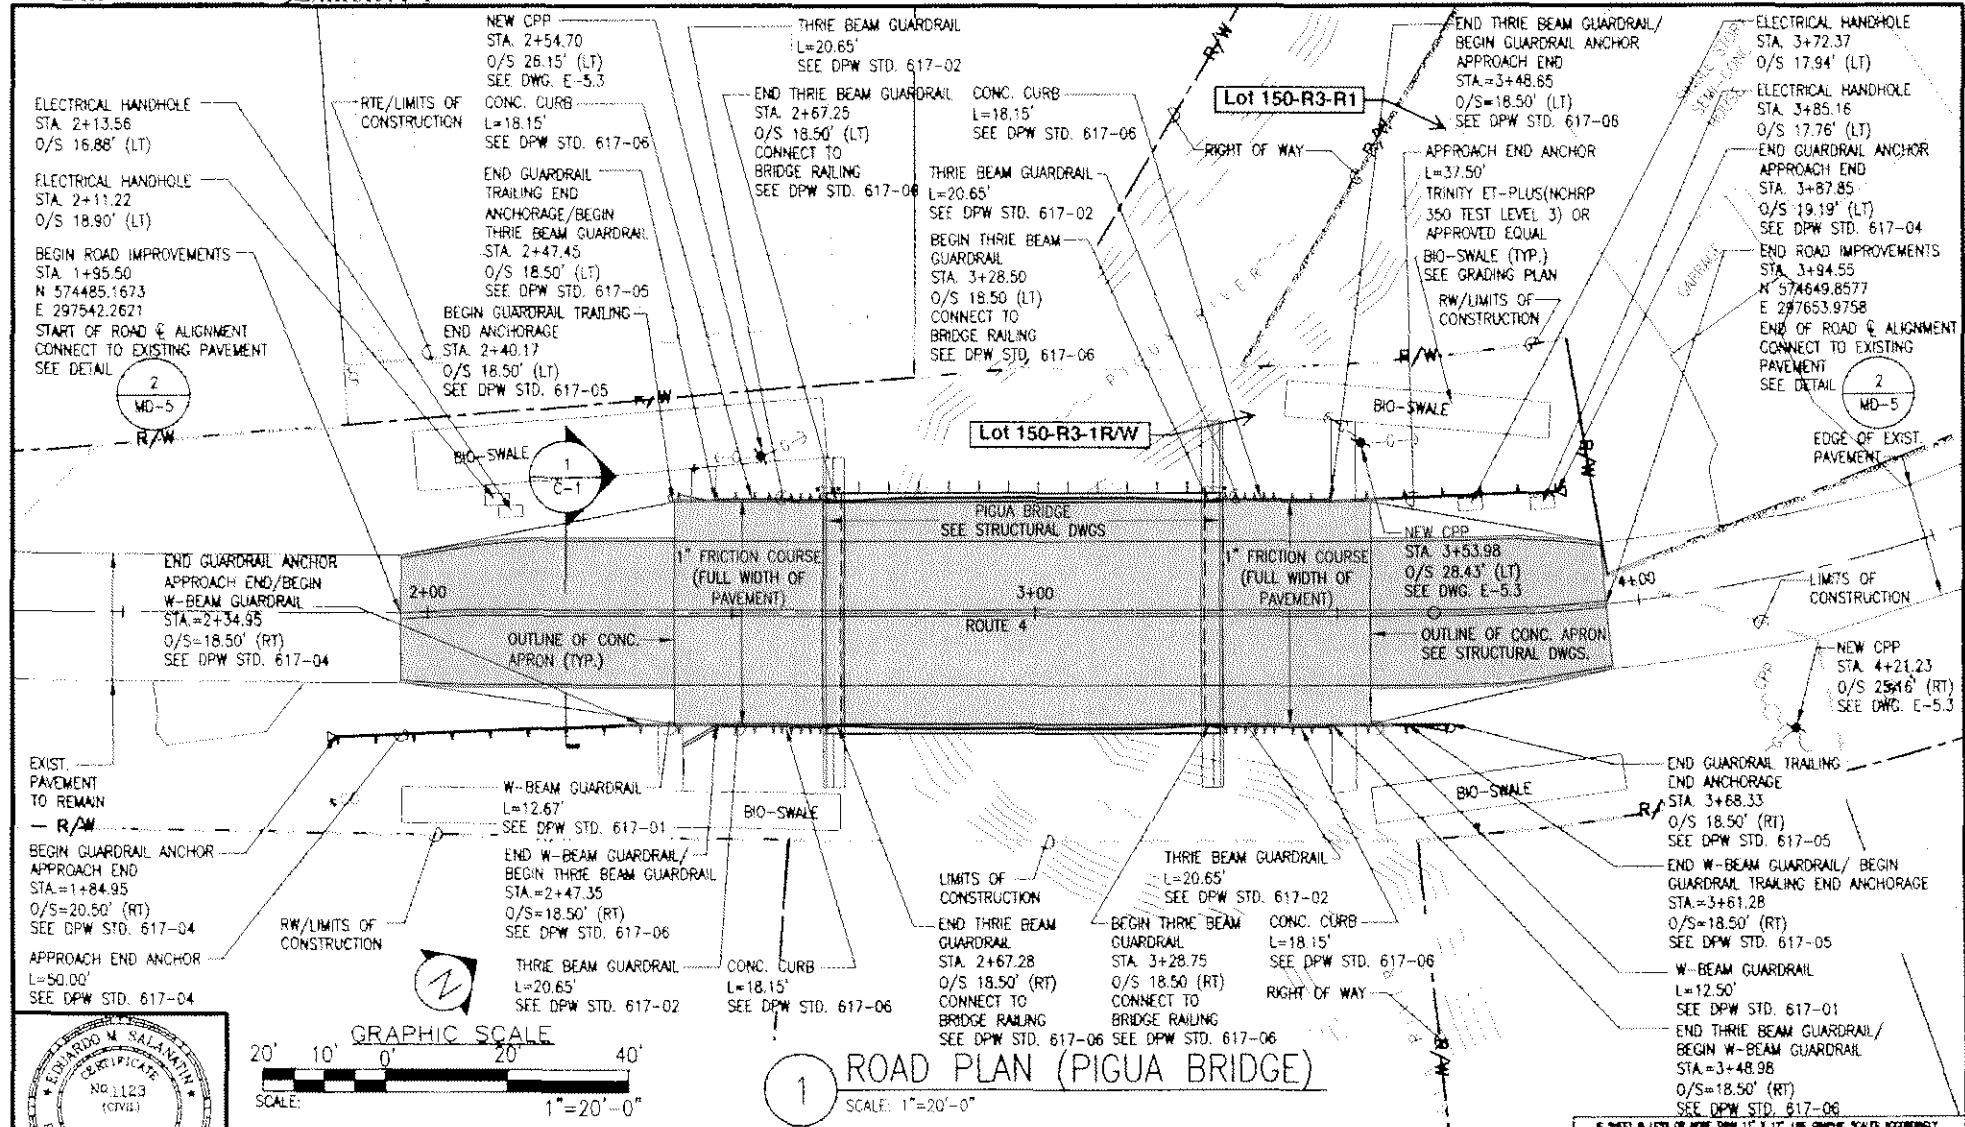 NEW CPP
STA. 2+54.70
O/S 26.15' (LT)
SEE DWG. E-5.3
THRIE BEAM GUARDRAIL
L=20.65'
SEE DPW STD. 617-02
R/W
END THRIE BEAM GUARDRAIL/
BEGIN GUARDRAIL ANCHOR
APPROACH END
STA.=3+48.65
O/S=18.50' (LT)
SEE DPW STD. 617-06
ELECTRICAL HANDHOLE
STA. 3+72.37
O/S 17.94' (LT)
ELECTRICAL HANDHOLE
STA. 2+13.56
O/S 16.88' (LT)
RTE/LIMITS OF
CONSTRUCTION
CONC. CURB
L=18.15'
SEE DPW STD. 617-06
END THRIE BEAM GUARDRAIL
STA. 2+67.25
O/S 18.50' (LT)
CONNECT TO
BRIDGE RAILING
SEE DPW STD. 617-06
CONC. CURB
L=18.15'
SEE DPW STD. 617-06
Lot 150-R3-R1
R/W
ELECTRICAL HANDHOLE
STA. 3+85.16
O/S 17.76' (LT)
RIGHT OF WAY
APPROACH END ANCHOR
L=37.50'
TRINITY ET-PLUS(NCHRP
350 TEST LEVEL 3) OR
APPROVED EQUAL
END GUARDRAIL ANCHOR
APPROACH END
STA. 3+87.85
O/S 19.19' (LT)
SEE DPW STD. 617-04
ELECTRICAL HANDHOLE
STA. 2+11.22
O/S 18.90' (LT)
END GUARDRAIL
TRAILING END
ANCHORAGE/BEGIN
THRIE BEAM GUARDRAIL
STA. 2+47.45
O/S 18.50' (LT)
SEE DPW STD. 617-05
THRIE BEAM GUARDRAIL
L=20.65'
SEE DPW STD. 617-02
BEGIN THRIE BEAM
GUARDRAIL
STA. 3+28.50
O/S 18.50 (LT)
CONNECT TO
BRIDGE RAILING
SEE DPW STD. 617-06
BIO-SWALE (TYP.)
SEE GRADING PLAN
RW/LIMITS OF
CONSTRUCTION
END ROAD IMPROVEMENTS
STA. 3+94.55
N 574649.8577
E 297653.9758
END OF ROAD ℄ ALIGNMENT
CONNECT TO EXISTING
PAVEMENT
SEE DETAIL
2
MD-5
BEGIN ROAD IMPROVEMENTS
STA. 1+95.50
N 574485.1673
E 297542.2621
START OF ROAD ℄ ALIGNMENT
CONNECT TO EXISTING PAVEMENT
SEE DETAIL
2
MD-5
R/W
BEGIN GUARDRAIL TRAILING
END ANCHORAGE
STA. 2+40.17
O/S 18.50' (LT)
SEE DPW STD. 617-05
R/W
R/W
BIO-SWALE
Lot 150-R3-1R/W
BIO-SWALE
1
C-1
R/W
EDGE OF EXIST.
PAVEMENT
PIGUA BRIDGE
SEE STRUCTURAL DWGS
1" FRICTION COURSE
(FULL WIDTH OF
PAVEMENT)
1" FRICTION COURSE
(FULL WIDTH OF
PAVEMENT)
NEW CPP
STA. 3+53.98
O/S 28.43' (LT)
SEE DWG. E-5.3
END GUARDRAIL ANCHOR
APPROACH END/BEGIN
W-BEAM GUARDRAIL
STA.=2+34.95
O/S=18.50' (RT)
SEE DPW STD. 617-04
2+00
3+00
4+00
ROUTE 4
OUTLINE OF CONC.
APRON (TYP.)
OUTLINE OF CONC. APRON
SEE STRUCTURAL DWGS.
LIMITS OF
CONSTRUCTION
NEW CPP
STA. 4+21.23
O/S 25.16' (RT)
SEE DWG. E-5.3
EXIST.
PAVEMENT
TO REMAIN
R/W
W-BEAM GUARDRAIL
L=12.67'
SEE DPW STD. 617-01
BIO-SWALE
BIO-SWALE
END GUARDRAIL TRAILING
END ANCHORAGE
STA. 3+68.33
O/S 18.50' (RT)
SEE DPW STD. 617-05
BEGIN GUARDRAIL ANCHOR
APPROACH END
STA.=1+84.95
O/S=20.50' (RT)
SEE DPW STD. 617-04
RW/LIMITS OF
CONSTRUCTION
END W-BEAM GUARDRAIL/
BEGIN THRIE BEAM GUARDRAIL
STA.=2+47.35
O/S=18.50' (RT)
SEE DPW STD. 617-06
LIMITS OF
CONSTRUCTION
THRIE BEAM GUARDRAIL
L=20.65'
SEE DPW STD. 617-02
END W-BEAM GUARDRAIL/ BEGIN
GUARDRAIL TRAILING END ANCHORAGE
STA.=3+61.28
O/S=18.50' (RT)
SEE DPW STD. 617-05
APPROACH END ANCHOR
L=50.00'
SEE DPW STD. 617-04
N
THRIE BEAM GUARDRAIL
L=20.65'
SEE DPW STD. 617-02
CONC. CURB
L=18.15'
SEE DPW STD. 617-06
END THRIE BEAM
GUARDRAIL
STA. 2+67.28
O/S 18.50' (RT)
CONNECT TO
BRIDGE RAILING
SEE DPW STD. 617-06
BEGIN THRIE BEAM
GUARDRAIL
STA. 3+28.75
O/S 18.50 (RT)
CONNECT TO
BRIDGE RAILING
SEE DPW STD. 617-06
CONC. CURB
L=18.15'
SEE DPW STD. 617-06
RIGHT OF WAY
R/W
W-BEAM GUARDRAIL
L=12.50'
SEE DPW STD. 617-01
END THRIE BEAM GUARDRAIL/
BEGIN W-BEAM GUARDRAIL
STA.=3+48.98
O/S=18.50' (RT)
SEE DPW STD. 617-06
EDUARDO M. SALANATIN
CERTIFICATE
NO. 1123
(CIVIL)
GRAPHIC SCALE
20' 10' 0' 20' 40'
SCALE: 1"=20'-0"
1 ROAD PLAN (PIGUA BRIDGE)
SCALE: 1"=20'-0"